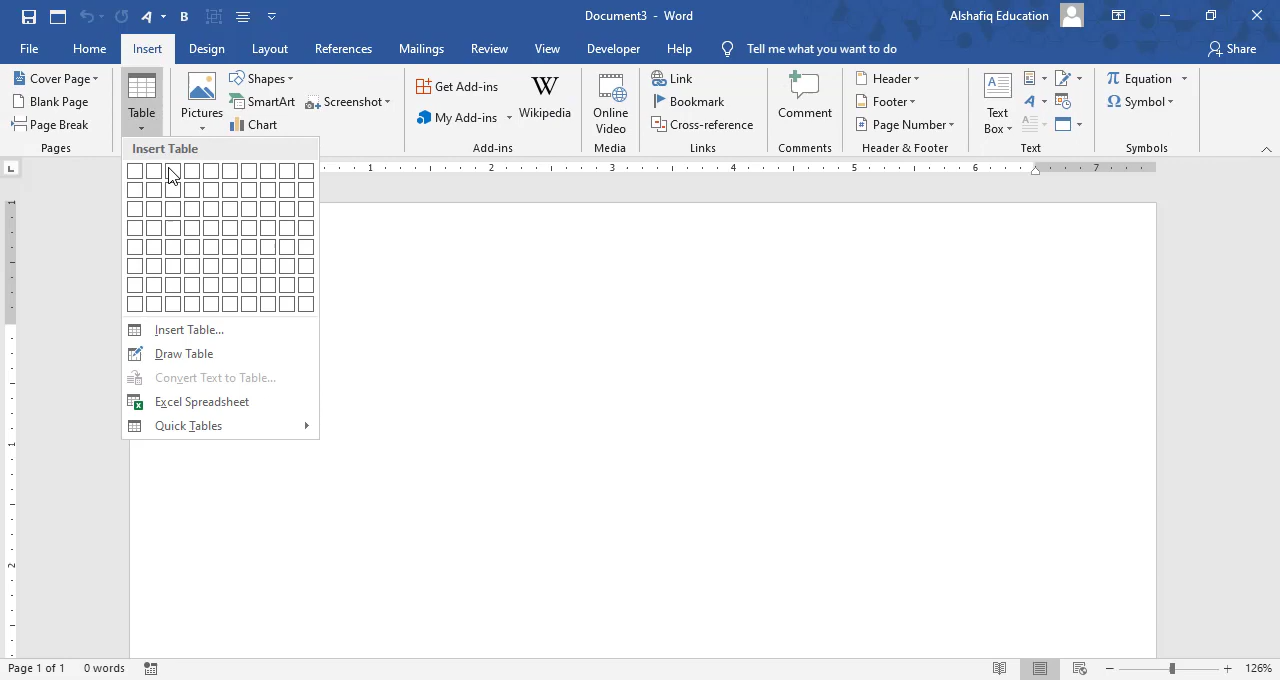 Document3 - Word
Alshafiq Education
File Home Insert Design Layout References Mailings Review View Developer Help Tell me what you want to do Share
Cover Page
Blank Page
Page Break
Pages
Table
Pictures
Shapes
SmartArt
Chart
Screenshot
Get Add-ins
My Add-ins
W
Wikipedia
Add-ins
Online
Video
Media
Link
Bookmark
Cross-reference
Links
Comment
Comments
Header
Footer
Page Number
Header & Footer
A
Text
Box
Text
π Equation
Ω Symbol
Symbols
Insert Table
Insert Table...
Draw Table
Convert Text to Table...
Excel Spreadsheet
Quick Tables
1 2 3 4 5 6 7
1
1
2
Page 1 of 1 0 words 126%